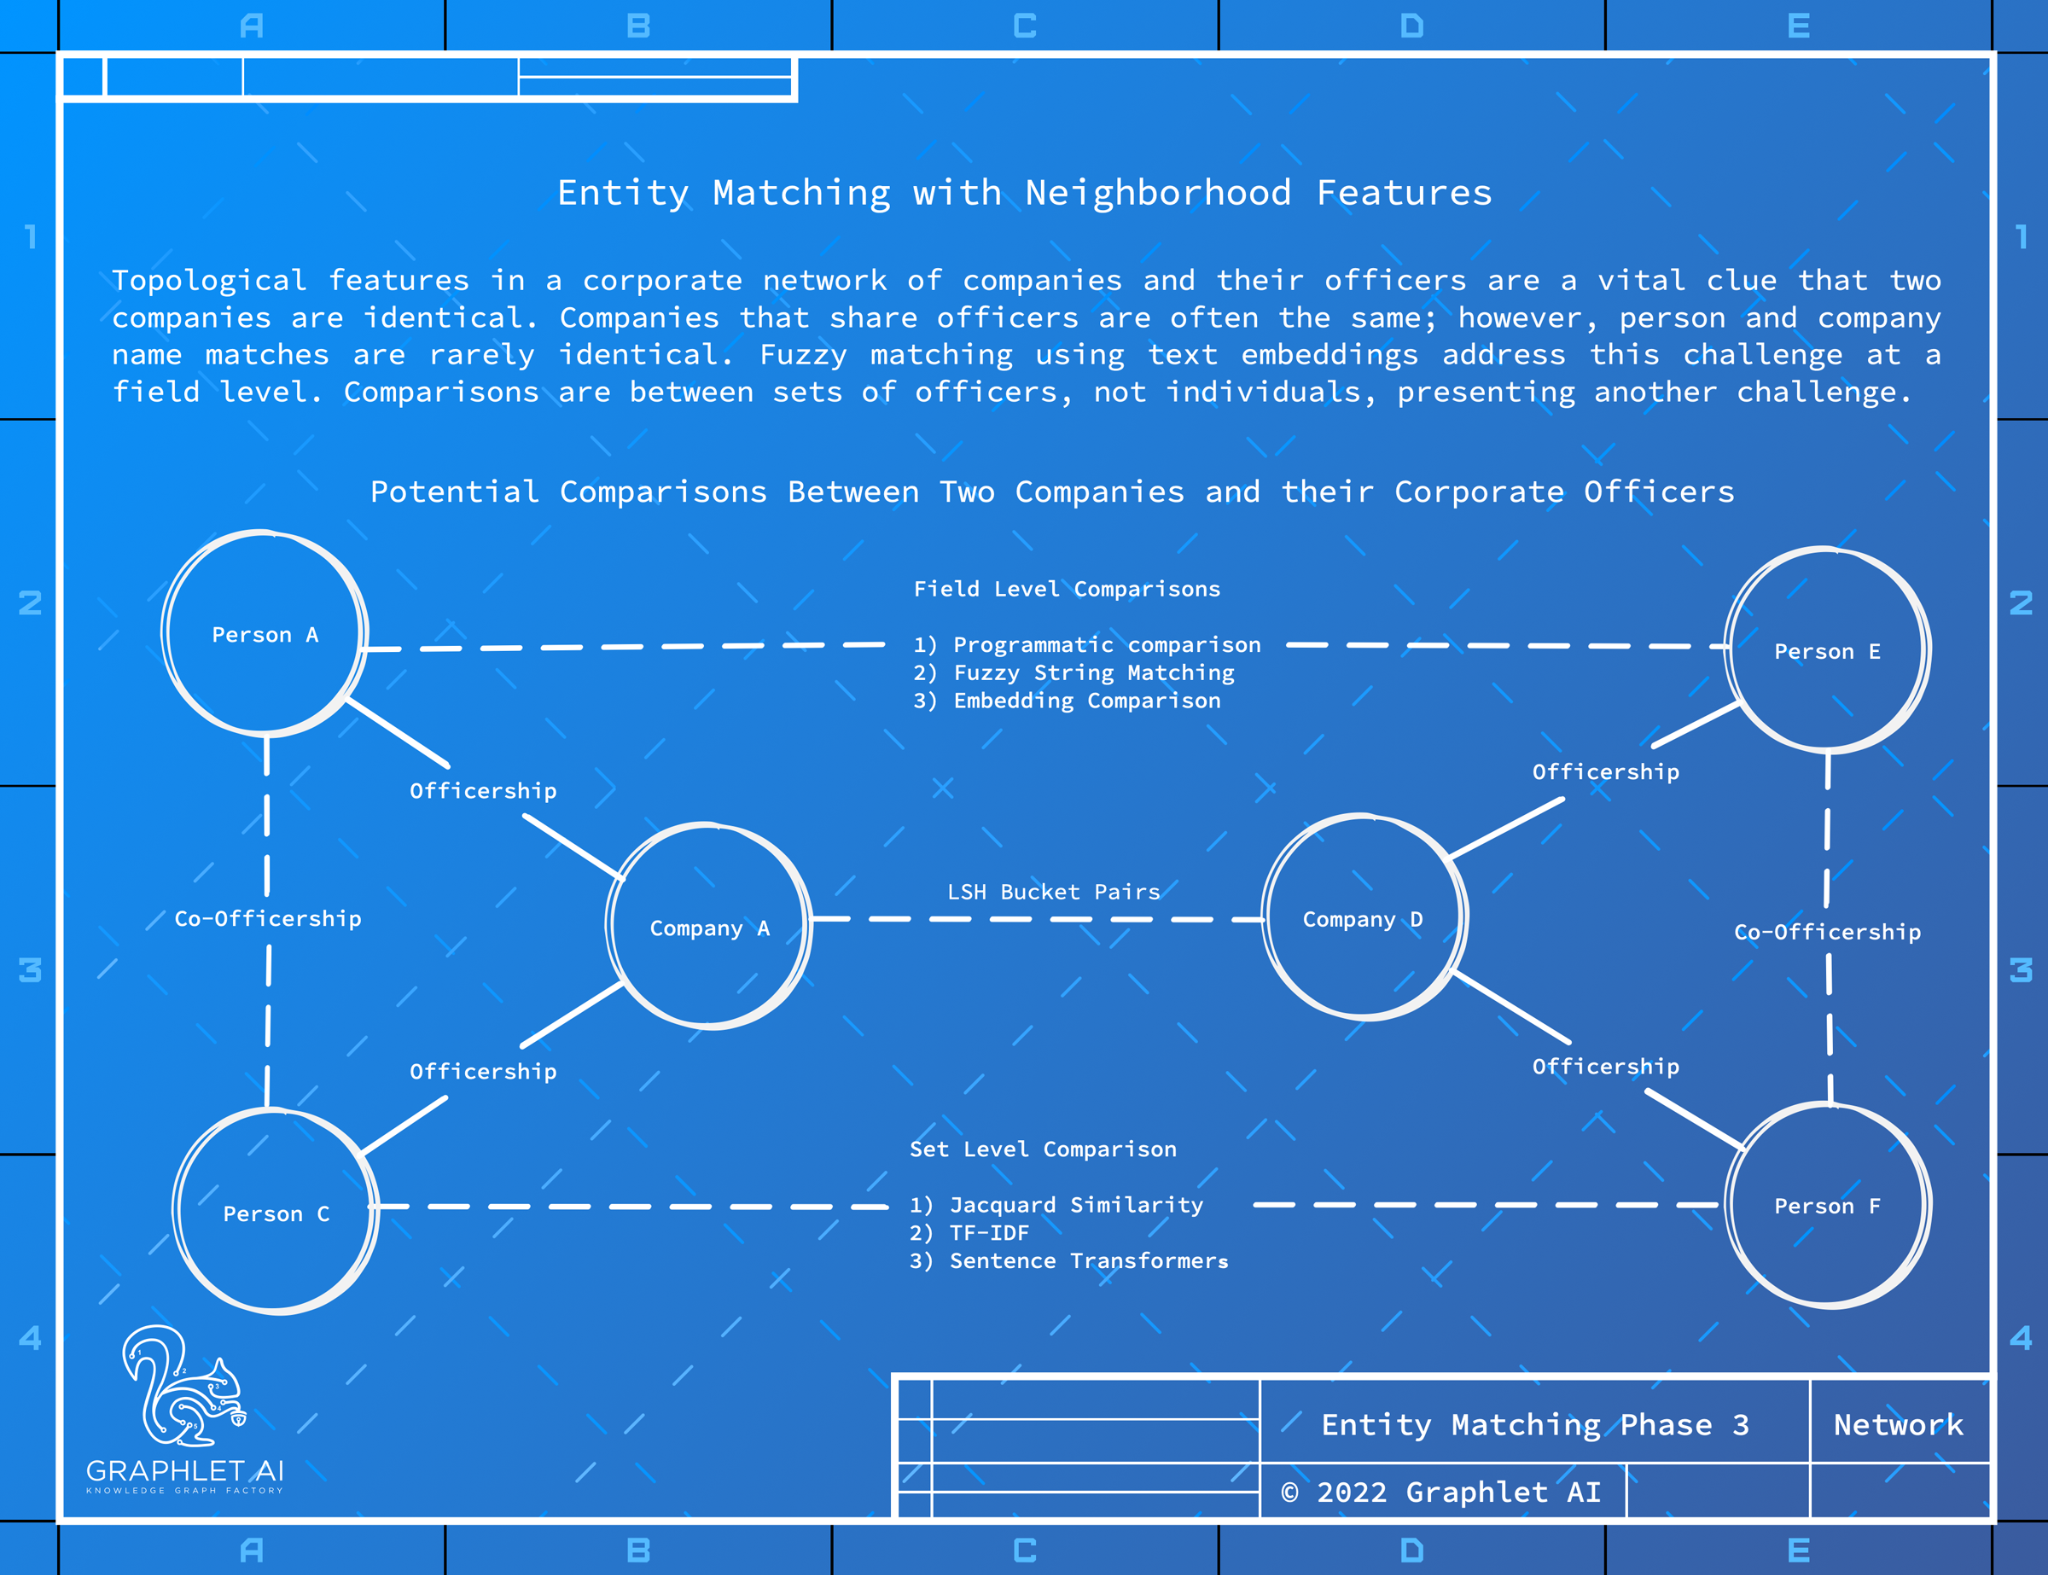 A B C D E
1 1
Entity Matching with Neighborhood Features
Topological features in a corporate network of companies and their officers are a vital clue that two
companies are identical. Companies that share officers are often the same; however, person and company
name matches are rarely identical. Fuzzy matching using text embeddings address this challenge at a
field level. Comparisons are between sets of officers, not individuals, presenting another challenge.
Potential Comparisons Between Two Companies and their Corporate Officers
2 2
Field Level Comparisons
1) Programmatic comparison
2) Fuzzy String Matching
3) Embedding Comparison
Person A
Person E
Officership
Officership
Co-Officership
Company A
LSH Bucket Pairs
Company D
Co-Officership
3 3
Officership
Officership
Set Level Comparison
1) Jacquard Similarity
2) TF-IDF
3) Sentence Transformers
Person C
Person F
4 4
1
2
3
4
5
GRAPHLET AI
KNOWLEDGE GRAPH FACTORY
Entity Matching Phase 3
Network
© 2022 Graphlet AI
A B C D E